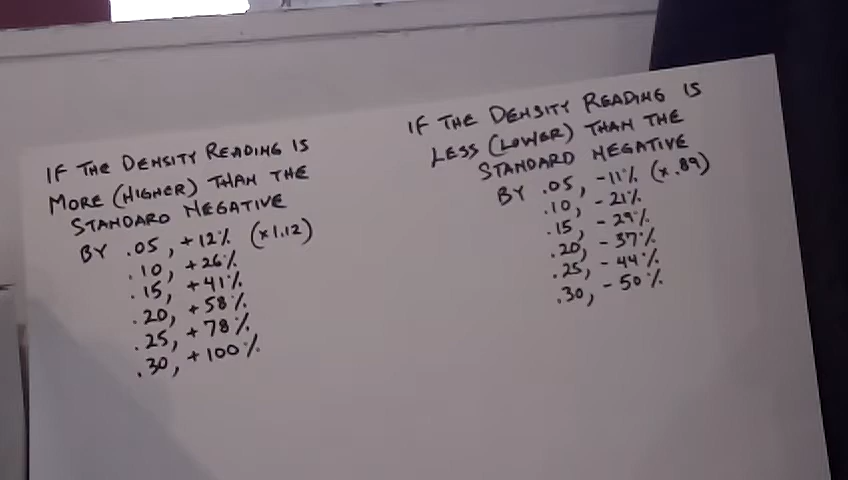 IF THE DENSITY READING IS
MORE (HIGHER) THAN THE
STANDARD NEGATIVE
BY .05, +12% (x1.12)
.10, +26%
.15, +41%
.20, +58%
.25, +78%
.30, +100%
IF THE DENSITY READING IS
LESS (LOWER) THAN THE
STANDARD NEGATIVE
BY .05, -11% (x.89)
.10, -21%
.15, -29%
.20, -37%
.25, -44%
.30, -50%